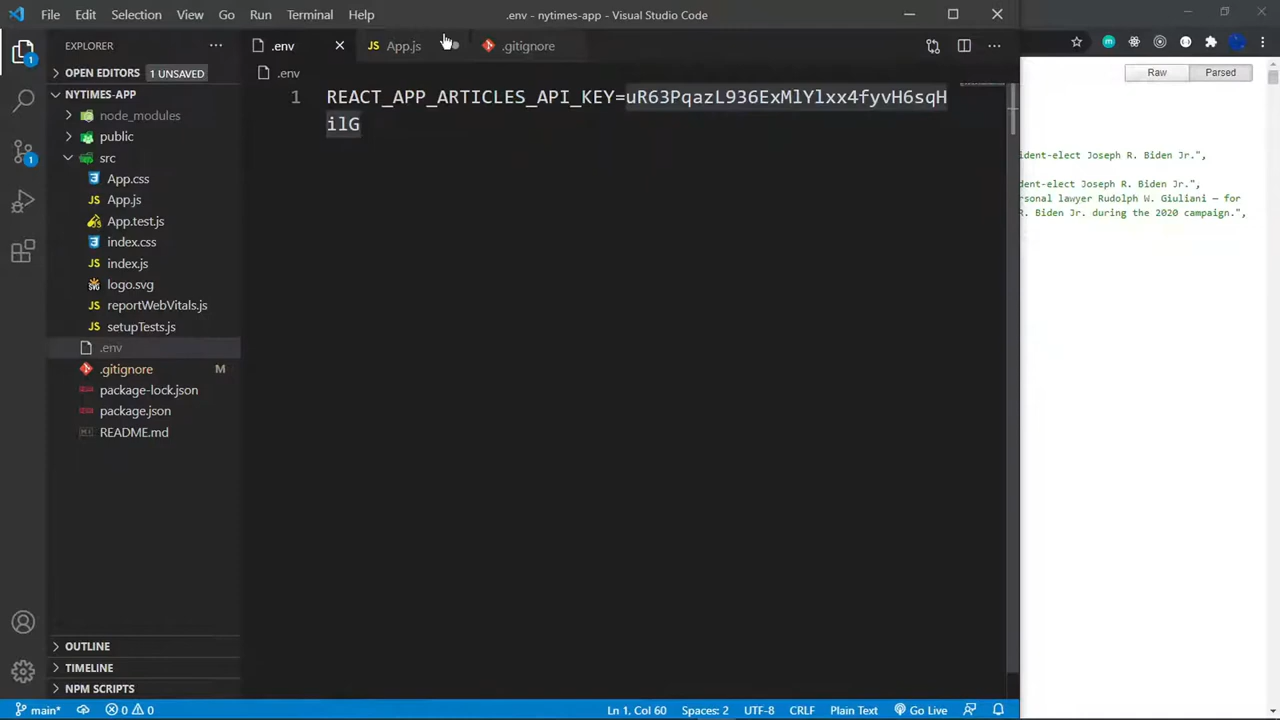 File Edit Selection View Go Run Terminal Help
.env - nytimes-app - Visual Studio Code
EXPLORER
OPEN EDITORS 1 UNSAVED
NYTIMES-APP
node_modules
public
src
App.css
App.js
App.test.js
index.css
index.js
logo.svg
reportWebVitals.js
setupTests.js
.env
.gitignore M
package-lock.json
package.json
README.md
OUTLINE
TIMELINE
NPM SCRIPTS
.env
JS App.js
.gitignore
.env
1 REACT_APP_ARTICLES_API_KEY=uR63PqazL936ExMlYlxx4fyvH6sqH
ilG
Raw Parsed
ident-elect Joseph R. Biden Jr.",
dent-elect Joseph R. Biden Jr.",
rsonal lawyer Rudolph W. Giuliani — for
R. Biden Jr. during the 2020 campaign.",
main* 0 0 Ln 1, Col 60 Spaces: 2 UTF-8 CRLF Plain Text Go Live